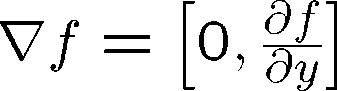 ∇f = [0, ∂f/∂y]